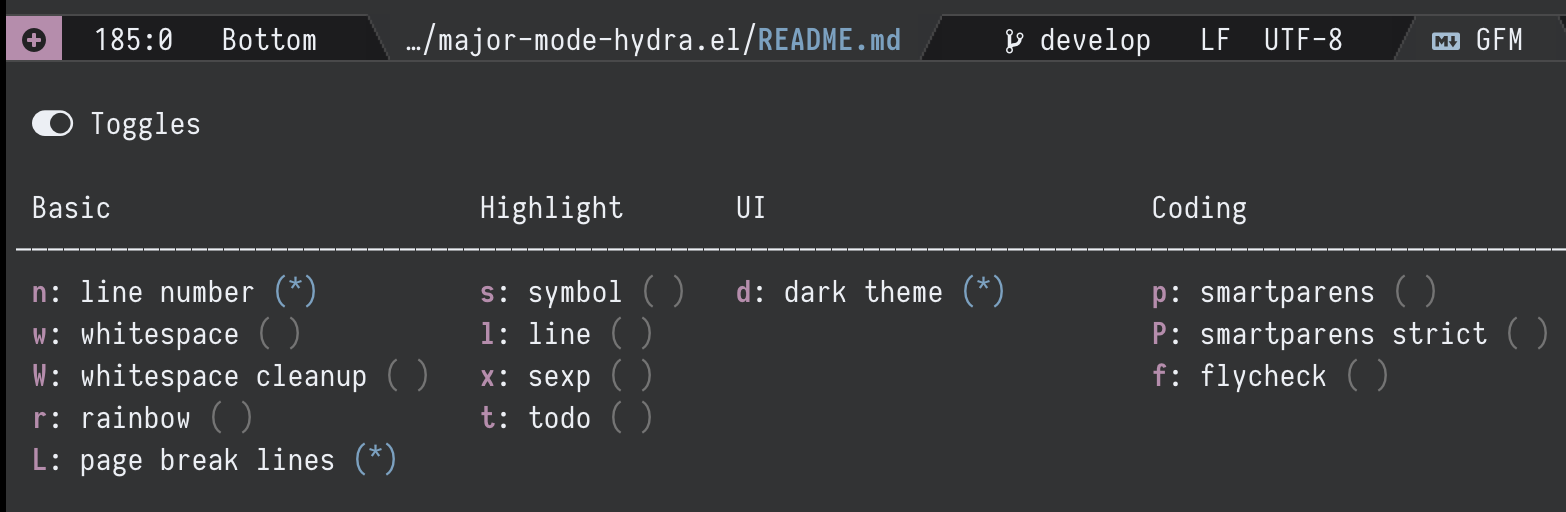 185:0 Bottom …/major-mode-hydra.el/README.md develop LF UTF-8 GFM
Toggles
Basic Highlight UI Coding
n: line number (*) s: symbol ( ) d: dark theme (*) p: smartparens ( )
w: whitespace ( ) l: line ( ) P: smartparens strict ( )
W: whitespace cleanup ( ) x: sexp ( ) f: flycheck ( )
r: rainbow ( ) t: todo ( )
L: page break lines (*)